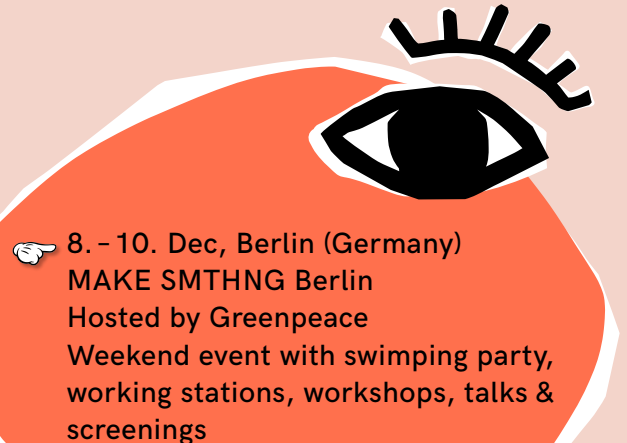 8. – 10. Dec, Berlin (Germany)
MAKE SMTHNG Berlin
Hosted by Greenpeace
Weekend event with swimping party,
working stations, workshops, talks &
screenings